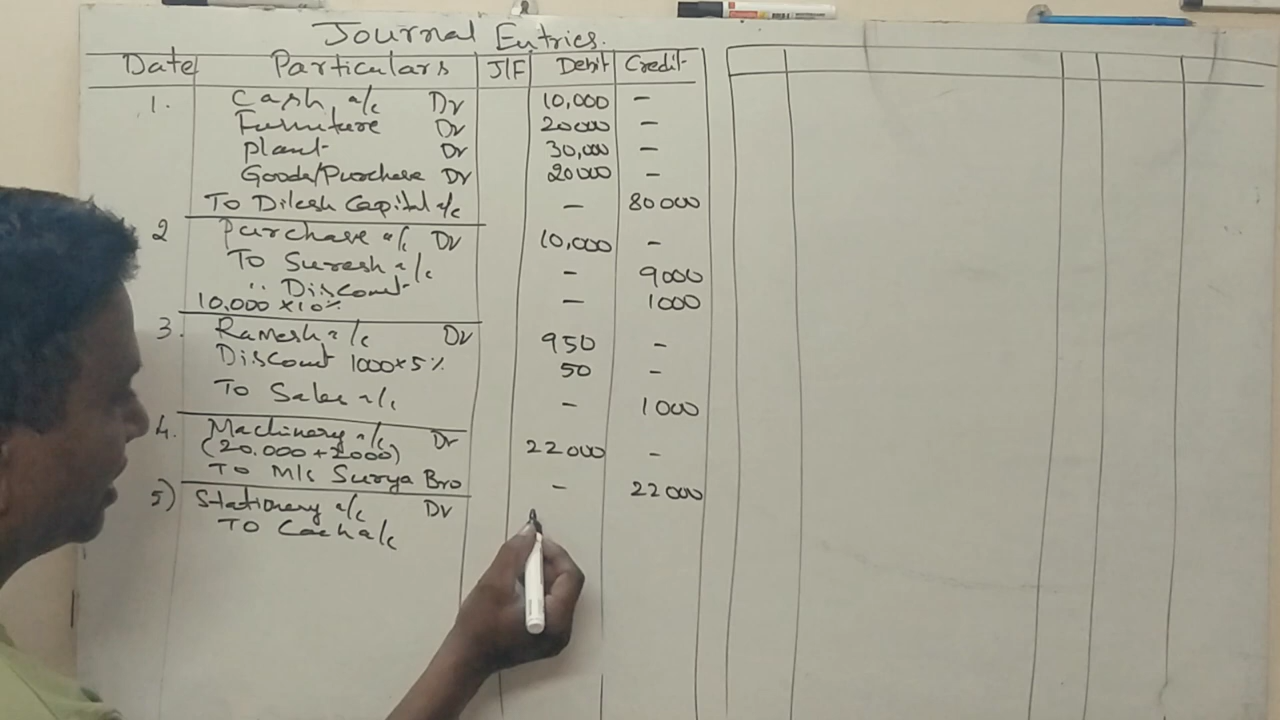 Journal Entries.
Date Particulars J/F Debit Credit
1. Cash a/c Dr 10,000 -
Furniture Dr 20000 -
Plant Dr 30,000 -
Goods/Purchase Dr 20000 -
To Dilesh Capital a/c - 80000
2 Purchase a/c Dr 10,000 -
To Suresh a/c - 9000
" Discount - 1000
10,000 x 10%
3. Ramesh a/c Dr 950 -
Discount 1000x5% 50 -
To Sales a/c - 1000
4. Machinery a/c Dr 22000 -
(20.000+2000)
To M/s Surya Bro - 22000
5) Stationery a/c Dr
To Cash a/c